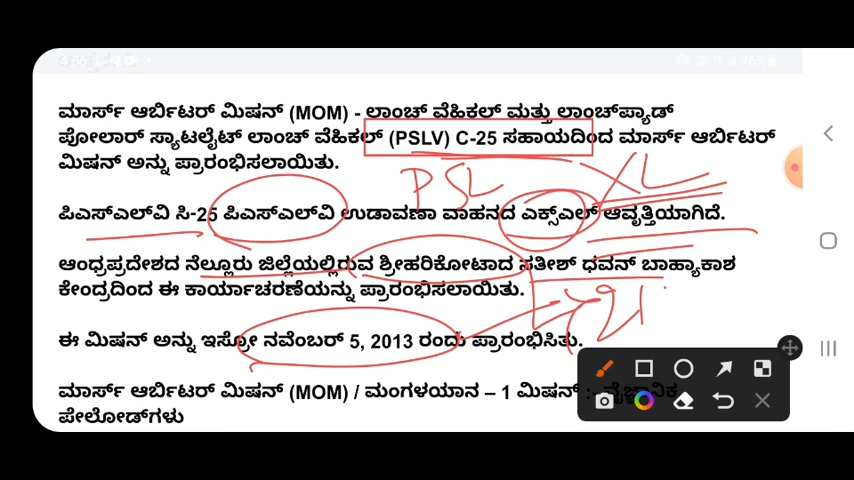 ಮಾರ್ಸ್ ಆರ್ಬಿಟರ್ ಮಿಷನ್ (MOM) - ಲಾಂಚ್ ವೆಹಿಕಲ್ ಮತ್ತು ಲಾಂಚ್‌ಪ್ಯಾಡ್
ಪೋಲಾರ್ ಸ್ಯಾಟಲೈಟ್ ಲಾಂಚ್ ವೆಹಿಕಲ್ (PSLV) C-25 ಸಹಾಯದಿಂದ ಮಾರ್ಸ್ ಆರ್ಬಿಟರ್
ಮಿಷನ್ ಅನ್ನು ಪ್ರಾರಂಭಿಸಲಾಯಿತು.
PSL XL
ಪಿಎಸ್ಎಲ್‌ವಿ ಸಿ-25 ಪಿಎಸ್ಎಲ್‌ವಿ ಉಡಾವಣಾ ವಾಹನದ ಎಕ್ಸ್ಎಲ್ ಆವೃತ್ತಿಯಾಗಿದೆ.
ಆಂಧ್ರಪ್ರದೇಶದ ನೆಲ್ಲೂರು ಜಿಲ್ಲೆಯಲ್ಲಿರುವ ಶ್ರೀಹರಿಕೋಟಾದ ಸತೀಶ್ ಧವನ್ ಬಾಹ್ಯಾಕಾಶ
ಕೇಂದ್ರದಿಂದ ಈ ಕಾರ್ಯಾಚರಣೆಯನ್ನು ಪ್ರಾರಂಭಿಸಲಾಯಿತು.
ಈ ಮಿಷನ್ ಅನ್ನು ಇಸ್ರೋ ನವೆಂಬರ್ 5, 2013 ರಂದು ಪ್ರಾರಂಭಿಸಿತು.
ಮಾರ್ಸ್ ಆರ್ಬಿಟರ್ ಮಿಷನ್ (MOM) / ಮಂಗಳಯಾನ – 1 ಮಿಷನ್ :- ವೈಜ್ಞಾನಿಕ
ಪೇಲೋಡ್‌ಗಳು